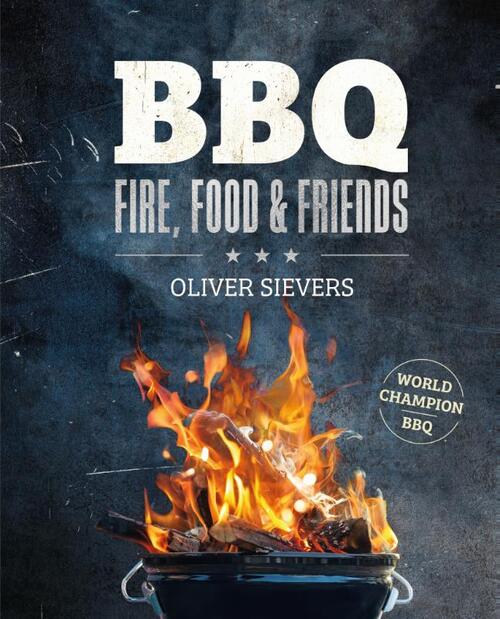 BBQ
FIRE, FOOD & FRIENDS
OLIVER SIEVERS
WORLD
CHAMPION
BBQ